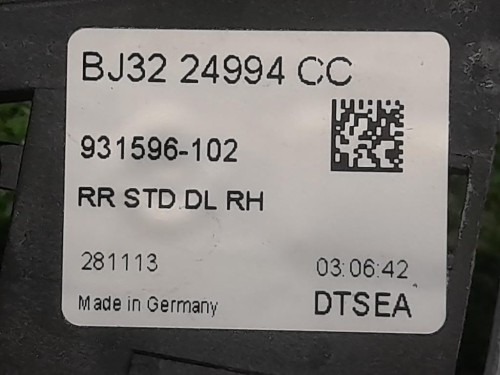 BJ32 24994 CC
931596-102
RR STD DL RH
281113 03:06:42
Made in Germany DTSEA